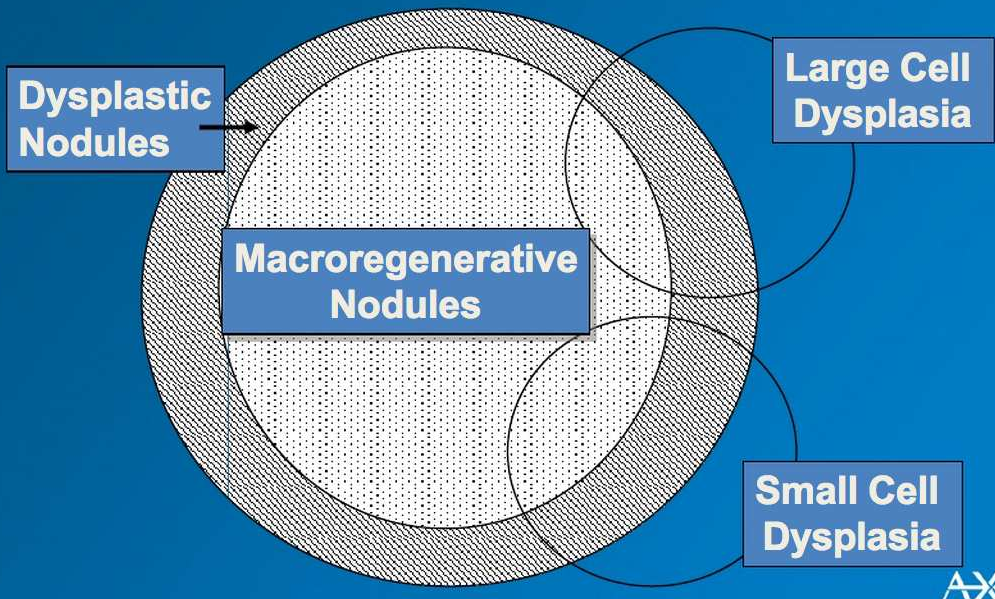 Dysplastic
Nodules
Large Cell
Dysplasia
Macroregenerative
Nodules
Small Cell
Dysplasia